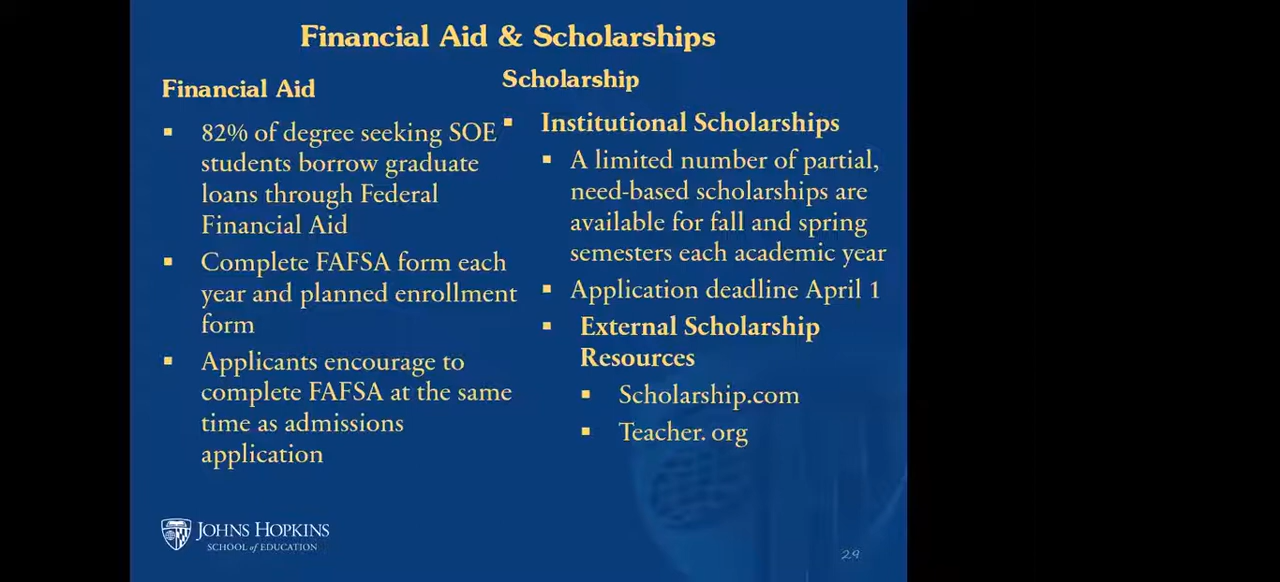 Financial Aid & Scholarships
Financial Aid
▪ 82% of degree seeking SOE
students borrow graduate
loans through Federal
Financial Aid
▪ Complete FAFSA form each
year and planned enrollment
form
▪ Applicants encourage to
complete FAFSA at the same
time as admissions
application
Scholarship
▪ Institutional Scholarships
▪ A limited number of partial,
need-based scholarships are
available for fall and spring
semesters each academic year
▪ Application deadline April 1
▪ External Scholarship
Resources
▪ Scholarship.com
▪ Teacher. org
JOHNS HOPKINS
SCHOOL of EDUCATION
29